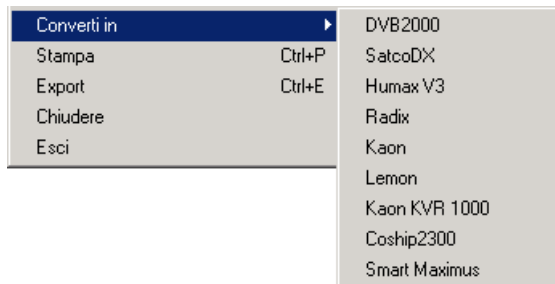 Converti in
Stampa Ctrl+P
Export Ctrl+E
Chiudere
Esci
DVB2000
SatcoDX
Humax V3
Radix
Kaon
Lemon
Kaon KVR 1000
Coship2300
Smart Maximus